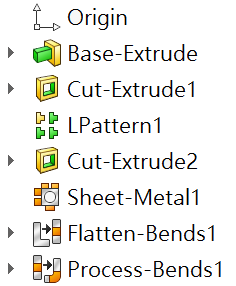 Origin
Base-Extrude
Cut-Extrude1
LPattern1
Cut-Extrude2
Sheet-Metal1
Flatten-Bends1
Process-Bends1